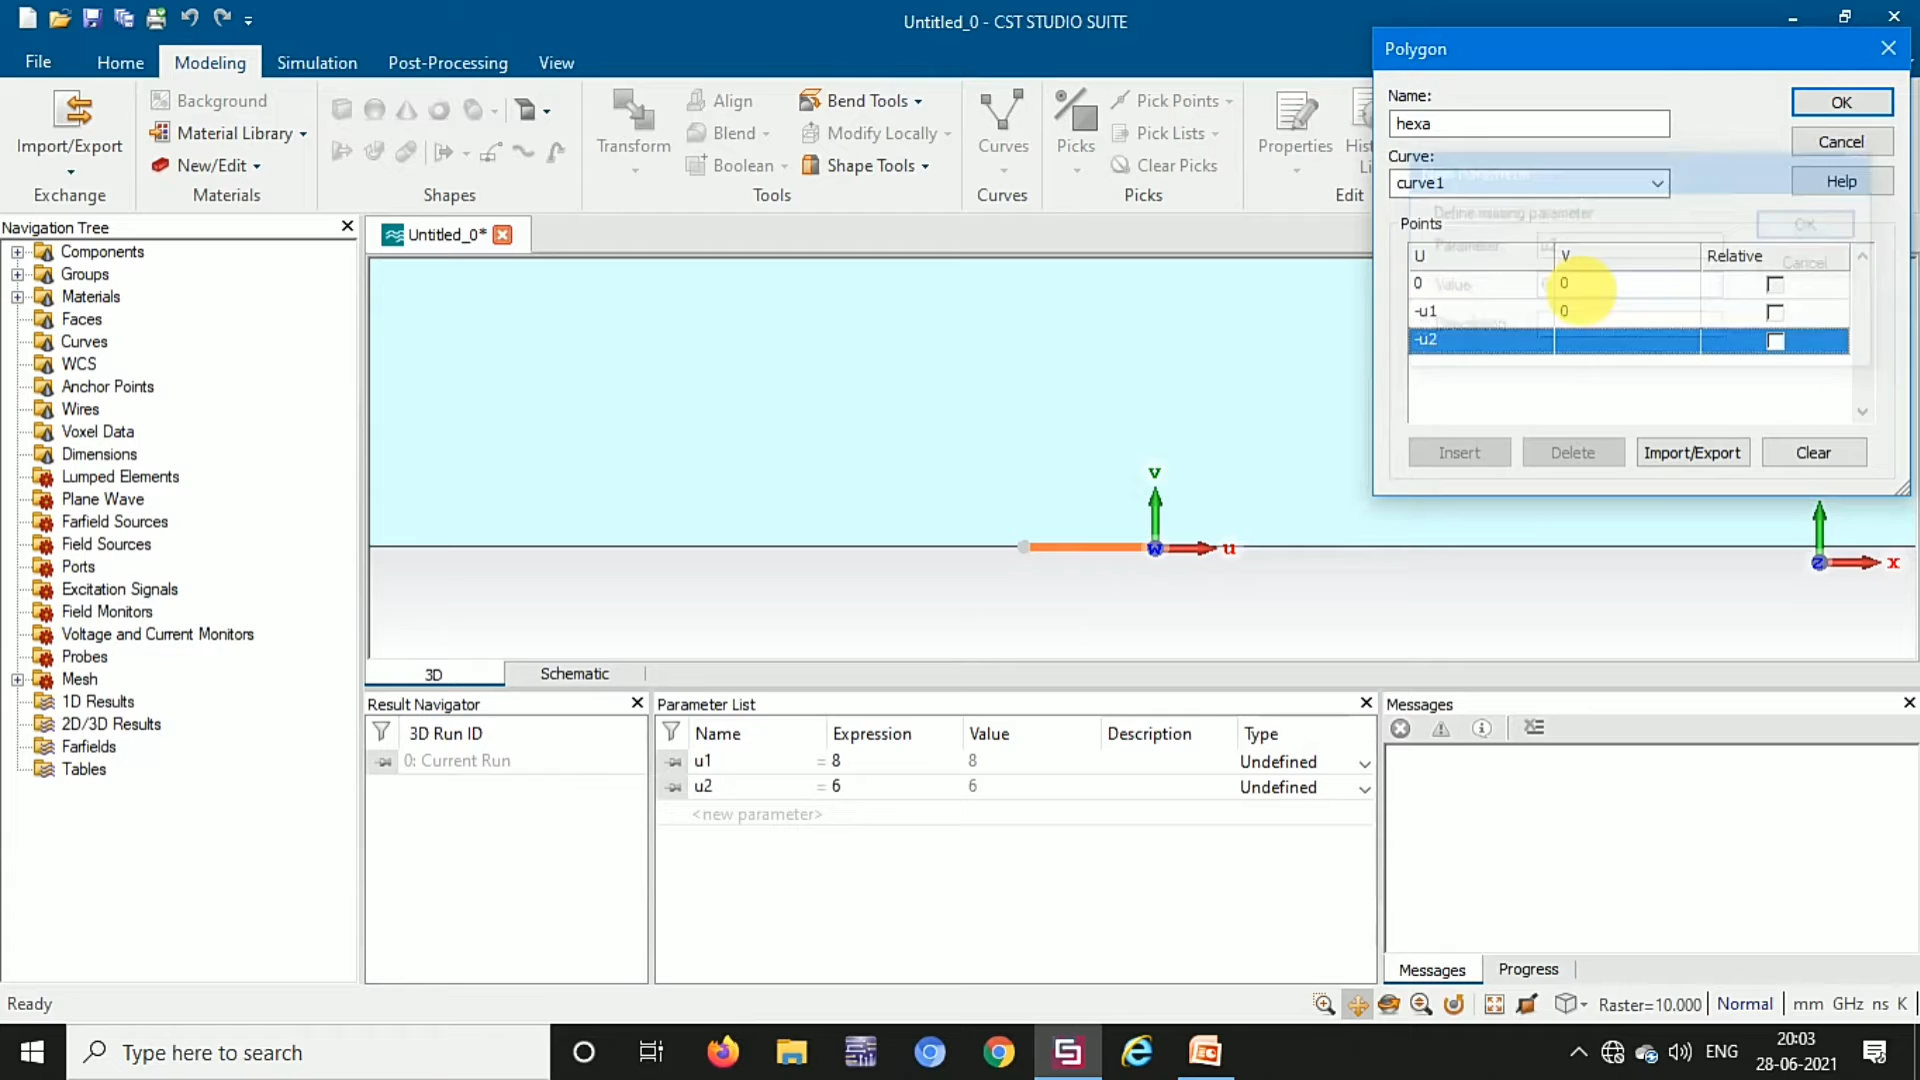 Untitled_0 - CST STUDIO SUITE
File
Home
Modeling
Simulation
Post-Processing
View
Import/Export
Exchange
Background
Material Library
New/Edit
Materials
Shapes
Transform
Align
Blend
Boolean
Bend Tools
Modify Locally
Shape Tools
Tools
Curves
Curves
Picks
Pick Points
Pick Lists
Clear Picks
Picks
Properties
Edit
Polygon
Name:
hexa
Curve:
curve1
OK
Cancel
Help
Define missing parameter
Parameter:
OK
Cancel
Value
Points
U V Relative
0 0
-u1 0
-u2
Insert
Delete
Import/Export
Clear
Navigation Tree
Components
Groups
Materials
Faces
Curves
WCS
Anchor Points
Wires
Voxel Data
Dimensions
Lumped Elements
Plane Wave
Farfield Sources
Field Sources
Ports
Excitation Signals
Field Monitors
Voltage and Current Monitors
Probes
Mesh
1D Results
2D/3D Results
Farfields
Tables
Untitled_0*
v
w
u
z
x
3D
Schematic
Result Navigator
3D Run ID
0: Current Run
Parameter List
Name Expression Value Description Type
u1 = 8 8 Undefined
u2 = 6 6 Undefined
<new parameter>
Messages
Messages
Progress
Ready
Raster=10.000
Normal
mm GHz ns K
Type here to search
ENG
20:03
28-06-2021